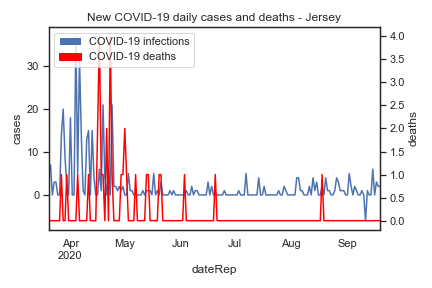 New COVID-19 daily cases and deaths - Jersey
COVID-19 infections
COVID-19 deaths
cases
30
20
10
0
4.0
3.5
3.0
2.5
2.0
1.5
1.0
0.5
0.0
deaths
Apr
2020
May
Jun
Jul
Aug
Sep
dateRep